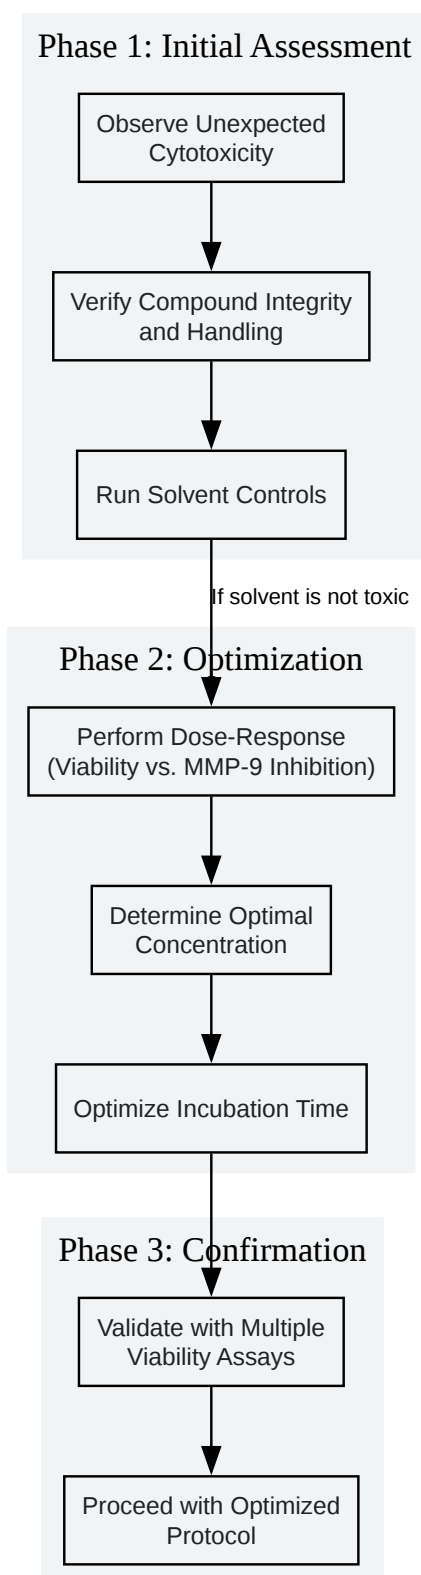 Phase 1: Initial Assessment
Observe Unexpected
Cytotoxicity
Verify Compound Integrity
and Handling
Run Solvent Controls
If solvent is not toxic
Phase 2: Optimization
Perform Dose-Response
(Viability vs. MMP-9 Inhibition)
Determine Optimal
Concentration
Optimize Incubation Time
Phase 3: Confirmation
Validate with Multiple
Viability Assays
Proceed with Optimized
Protocol